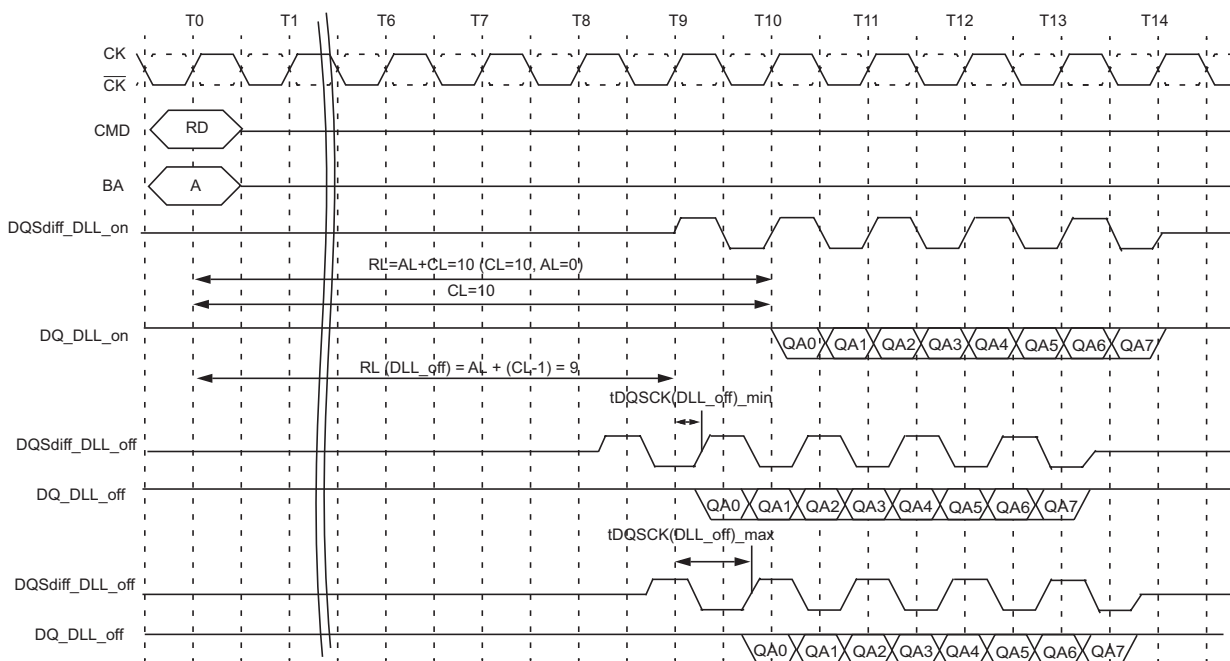 T0 T1 T6 T7 T8 T9 T10 T11 T12 T13 T14
CK
CK
CMD RD
BA A
DQSdiff_DLL_on
RL=AL+CL=10 (CL=10, AL=0)
CL=10
DQ_DLL_on QA0 QA1 QA2 QA3 QA4 QA5 QA6 QA7
RL (DLL_off) = AL + (CL-1) = 9
tDQSCK(DLL_off)_min
DQSdiff_DLL_off
DQ_DLL_off QA0 QA1 QA2 QA3 QA4 QA5 QA6 QA7
tDQSCK(DLL_off)_max
DQSdiff_DLL_off
DQ_DLL_off QA0 QA1 QA2 QA3 QA4 QA5 QA6 QA7